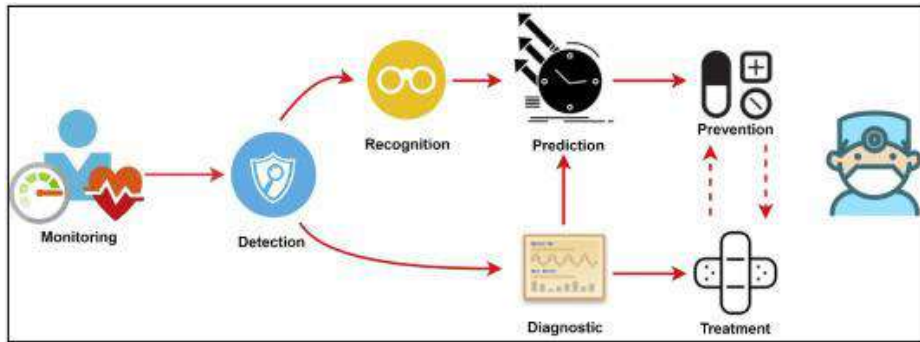 Recognition
Prediction
Prevention
Monitoring
Detection
Diagnostic
Treatment